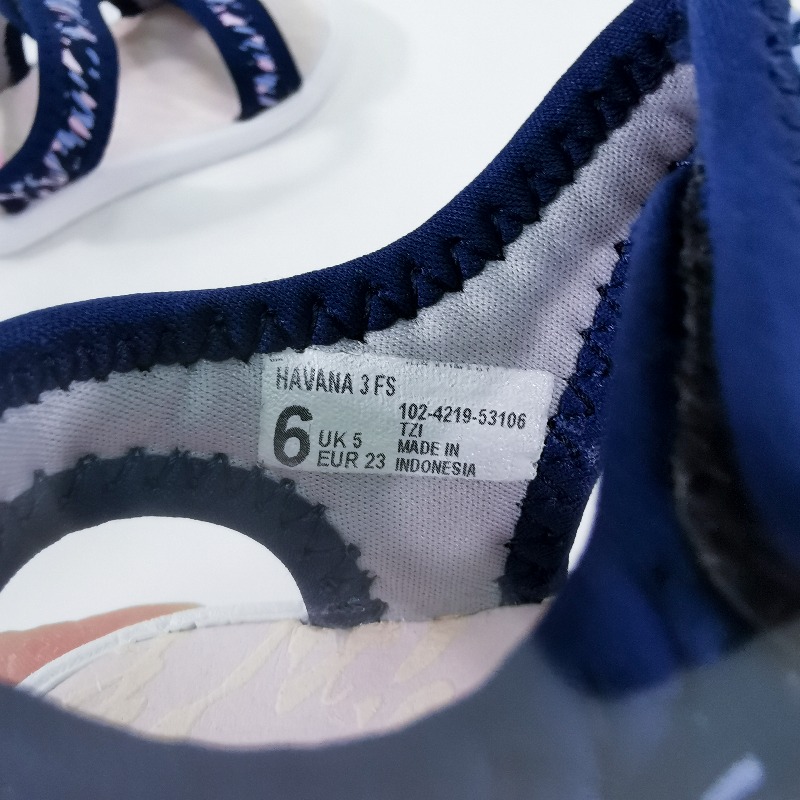 HAVANA 3 FS
6
UK 5
EUR 23
102-4219-53106
TZI
MADE IN
INDONESIA